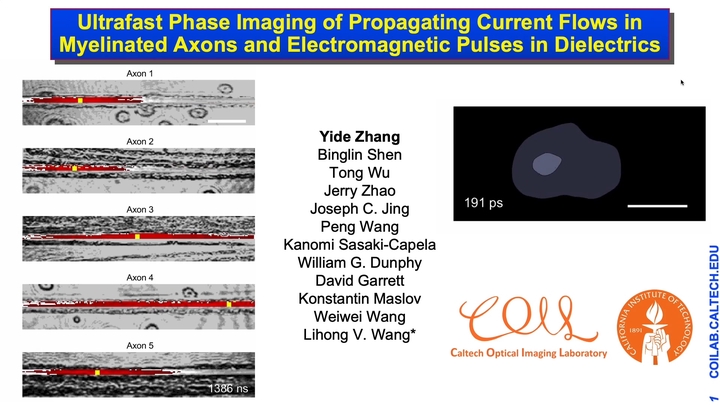 Ultrafast Phase Imaging of Propagating Current Flows in
Myelinated Axons and Electromagnetic Pulses in Dielectrics
Axon 1
Axon 2
Axon 3
Axon 4
Axon 5
1386 ns
Yide Zhang
Binglin Shen
Tong Wu
Jerry Zhao
Joseph C. Jing
Peng Wang
Kanomi Sasaki-Capela
William G. Dunphy
David Garrett
Konstantin Maslov
Weiwei Wang
Lihong V. Wang*
191 ps
COIL
Caltech Optical Imaging Laboratory
CALIFORNIA INSTITUTE OF TECHNOLOGY
1891
COILAB.CALTECH.EDU
1